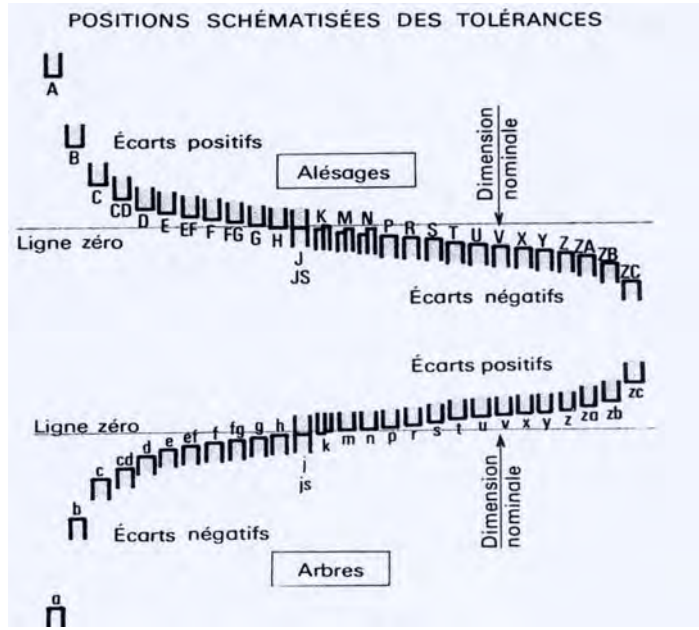 POSITIONS SCHÉMATISÉES DES TOLÉRANCES
A
B
Écarts positifs
Alésages
Dimension
nominale
C
CD
D
E
EF
F
FG
G
H
K
M
N
P
R
S
T
U
V
X
Y
Z
ZA
ZB
ZC
Ligne zéro
J
JS
Écarts négatifs
Écarts positifs
Ligne zéro
a
b
c
cd
d
e
ef
f
fg
g
h
j
js
k
m
n
p
r
s
t
u
v
x
y
z
za
zb
zc
Écarts négatifs
Dimension
nominale
Arbres